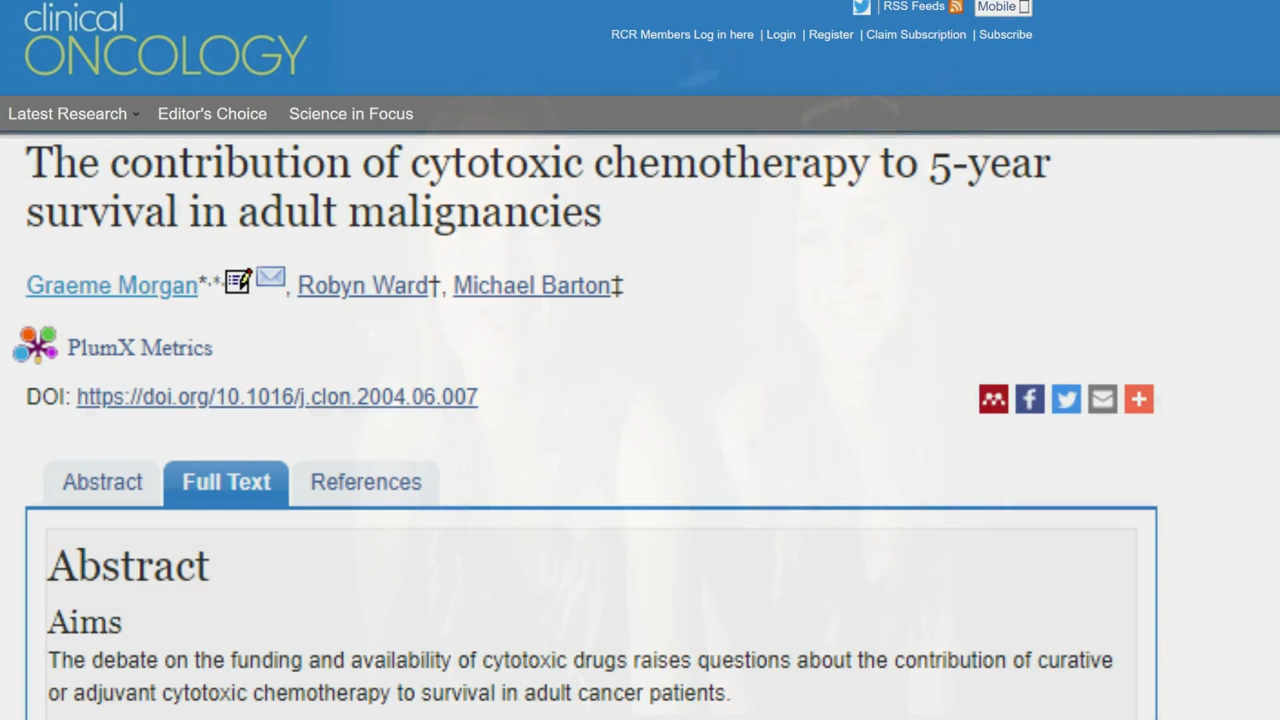 clinical
ONCOLOGY
| RSS Feeds
Mobile
RCR Members Log in here | Login | Register | Claim Subscription | Subscribe
Latest Research Editor's Choice Science in Focus
The contribution of cytotoxic chemotherapy to 5-year
survival in adult malignancies
Graeme Morgan*,*, , Robyn Ward†, Michael Barton‡
PlumX Metrics
DOI: https://doi.org/10.1016/j.clon.2004.06.007
Abstract Full Text References
Abstract
Aims
The debate on the funding and availability of cytotoxic drugs raises questions about the contribution of curative
or adjuvant cytotoxic chemotherapy to survival in adult cancer patients.